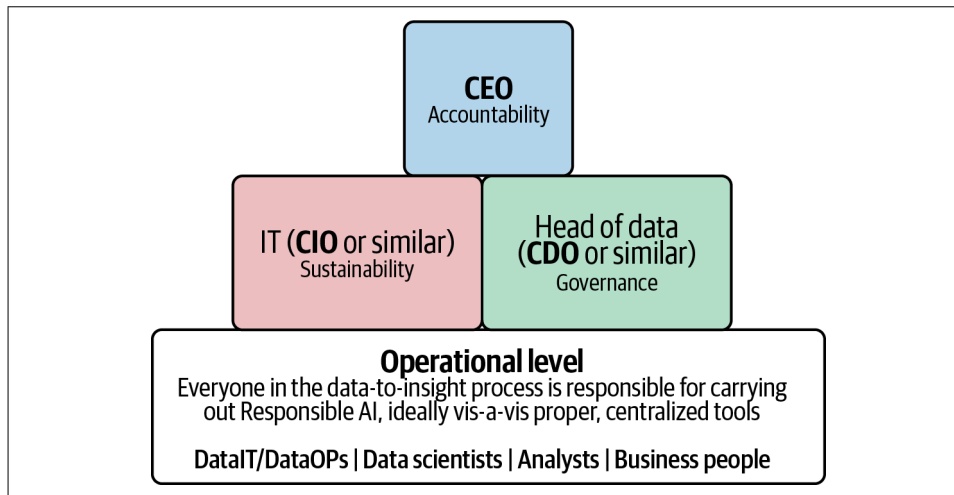 CEO
Accountability
IT (CIO or similar)
Sustainability
Head of data
(CDO or similar)
Governance
Operational level
Everyone in the data-to-insight process is responsible for carrying
out Responsible AI, ideally vis-a-vis proper, centralized tools
DataIT/DataOPs | Data scientists | Analysts | Business people